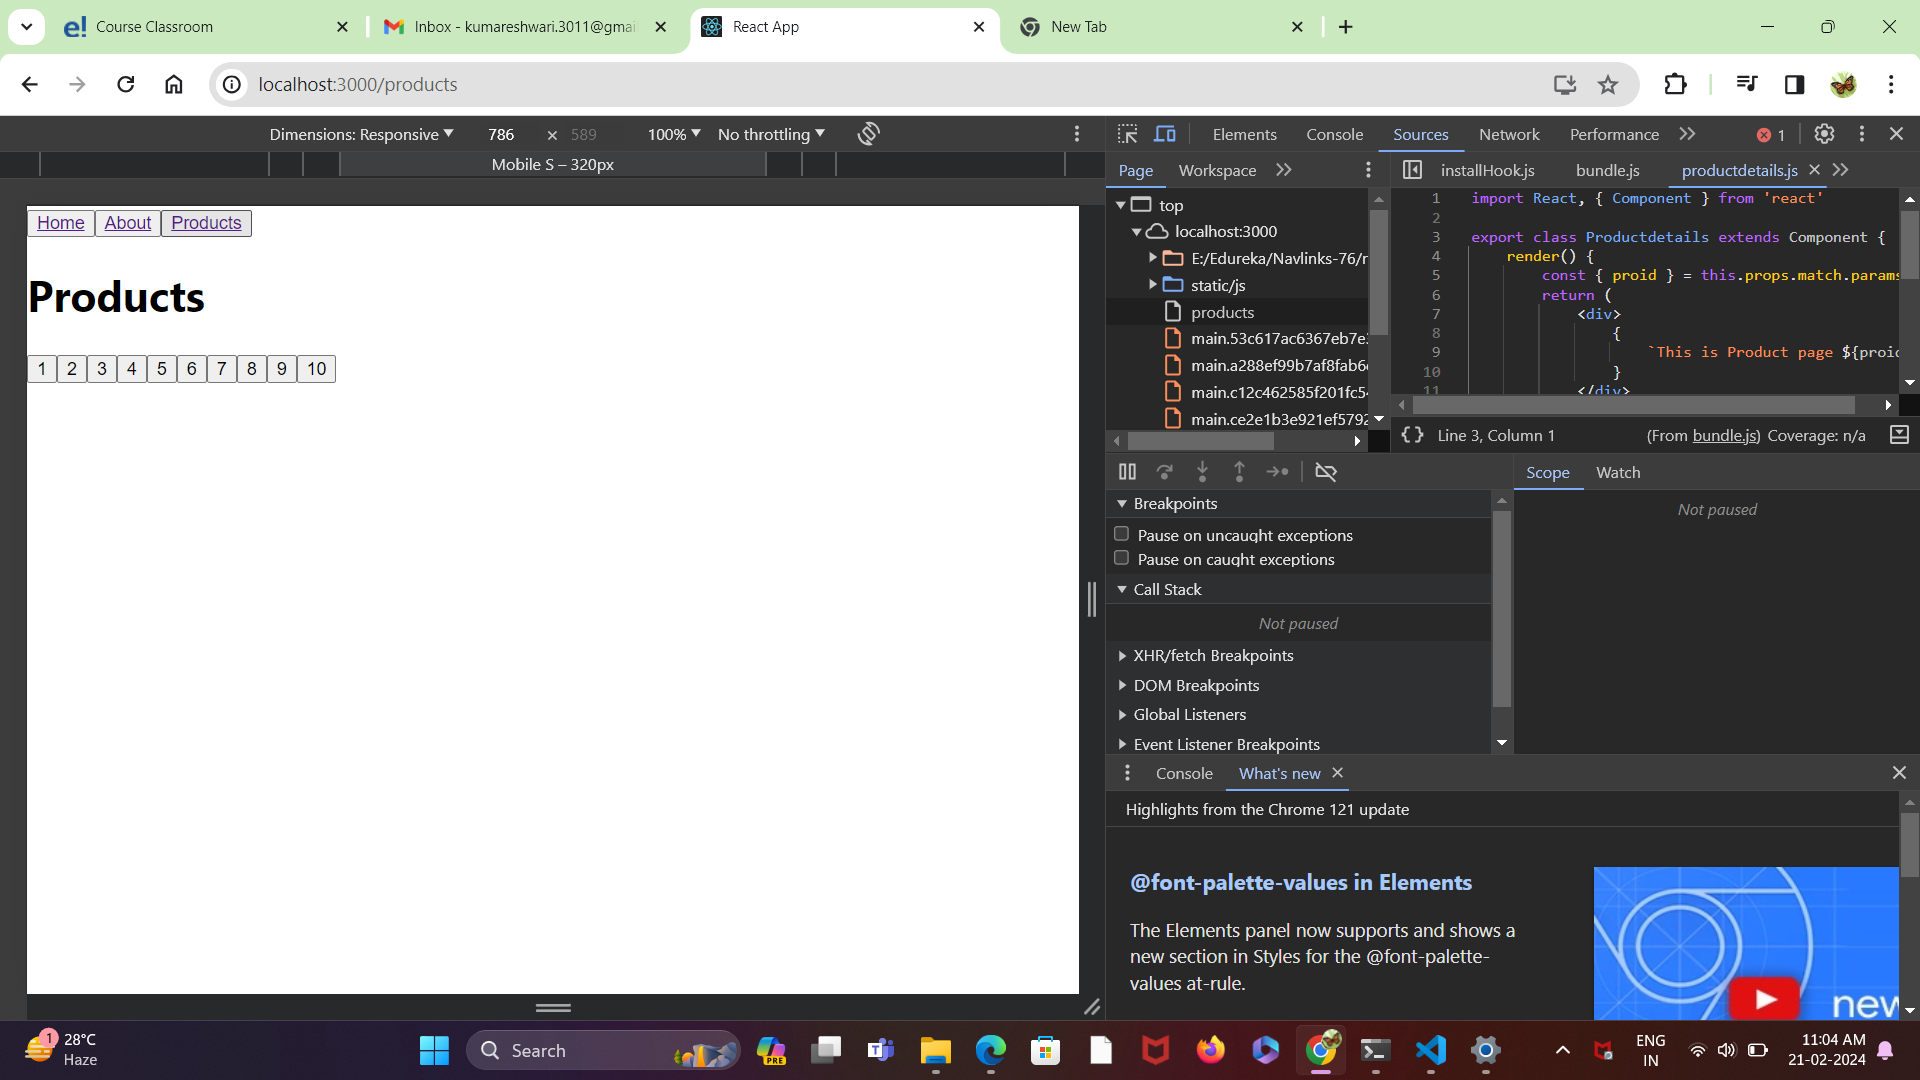 Course Classroom
Inbox - kumareshwari.3011@gmai
React App
New Tab
localhost:3000/products
Dimensions: Responsive
786
×
589
100%
No throttling
Mobile S – 320px
Home
About
Products
Products
1
2
3
4
5
6
7
8
9
10
Elements
Console
Sources
Network
Performance
1
Page
Workspace
top
localhost:3000
E:/Edureka/Navlinks-76/r
static/js
products
main.53c617ac6367eb7e
main.a288ef99b7af8fab6
main.c12c462585f201fc5
main.ce2e1b3e921ef5792
installHook.js
bundle.js
productdetails.js
1 import React, { Component } from 'react'
2
3 export class Productdetails extends Component {
4 render() {
5 const { proid } = this.props.match.params
6 return (
7 <div>
8 {
9 `This is Product page ${proid
10 }
11 </div>
{} Line 3, Column 1
(From bundle.js) Coverage: n/a
Breakpoints
Pause on uncaught exceptions
Pause on caught exceptions
Call Stack
Not paused
XHR/fetch Breakpoints
DOM Breakpoints
Global Listeners
Event Listener Breakpoints
Scope
Watch
Not paused
Console
What's new
Highlights from the Chrome 121 update
@font-palette-values in Elements
The Elements panel now supports and shows a
new section in Styles for the @font-palette-
values at-rule.
new
1
28°C
Haze
Search
PRE
ENG
IN
11:04 AM
21-02-2024